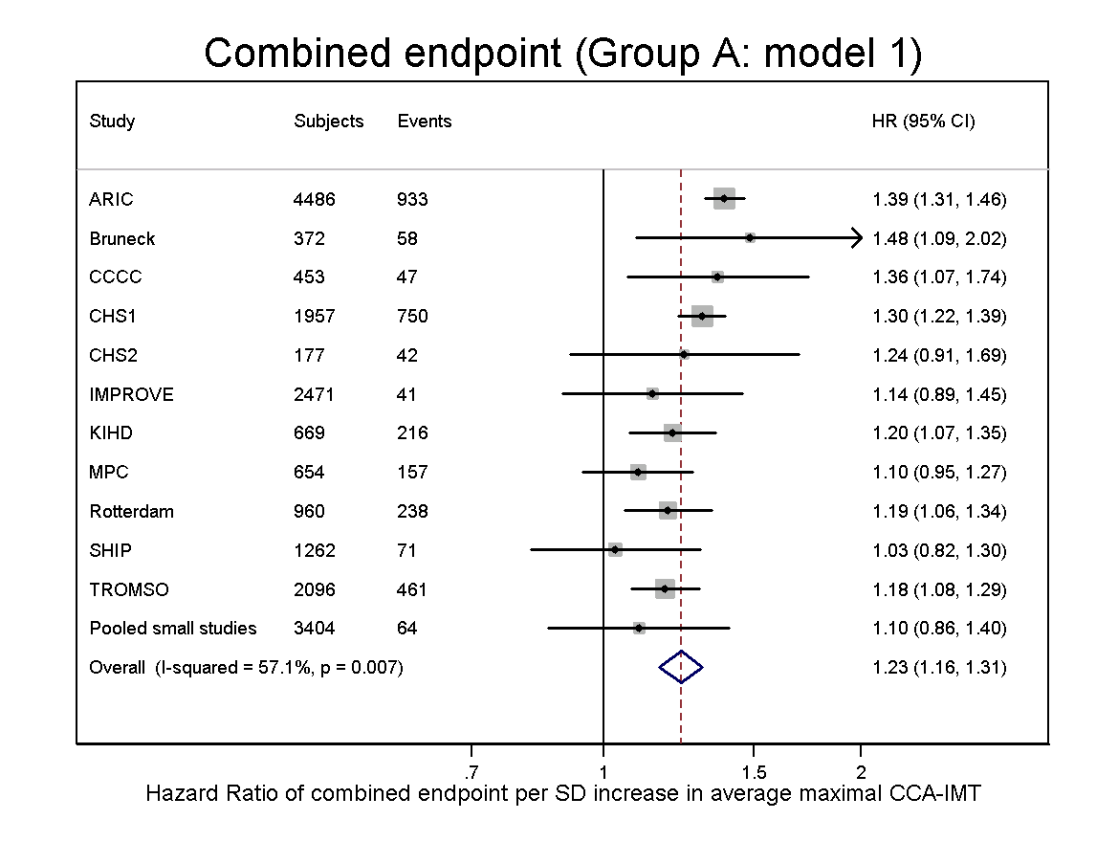 Combined endpoint (Group A: model 1)
Study Subjects Events HR (95% CI)
ARIC 4486 933 1.39 (1.31, 1.46)
Bruneck 372 58 1.48 (1.09, 2.02)
CCCC 453 47 1.36 (1.07, 1.74)
CHS1 1957 750 1.30 (1.22, 1.39)
CHS2 177 42 1.24 (0.91, 1.69)
IMPROVE 2471 41 1.14 (0.89, 1.45)
KIHD 669 216 1.20 (1.07, 1.35)
MPC 654 157 1.10 (0.95, 1.27)
Rotterdam 960 238 1.19 (1.06, 1.34)
SHIP 1262 71 1.03 (0.82, 1.30)
TROMSO 2096 461 1.18 (1.08, 1.29)
Pooled small studies 3404 64 1.10 (0.86, 1.40)
Overall (I-squared = 57.1%, p = 0.007) 1.23 (1.16, 1.31)
.7 1 1.5 2
Hazard Ratio of combined endpoint per SD increase in average maximal CCA-IMT